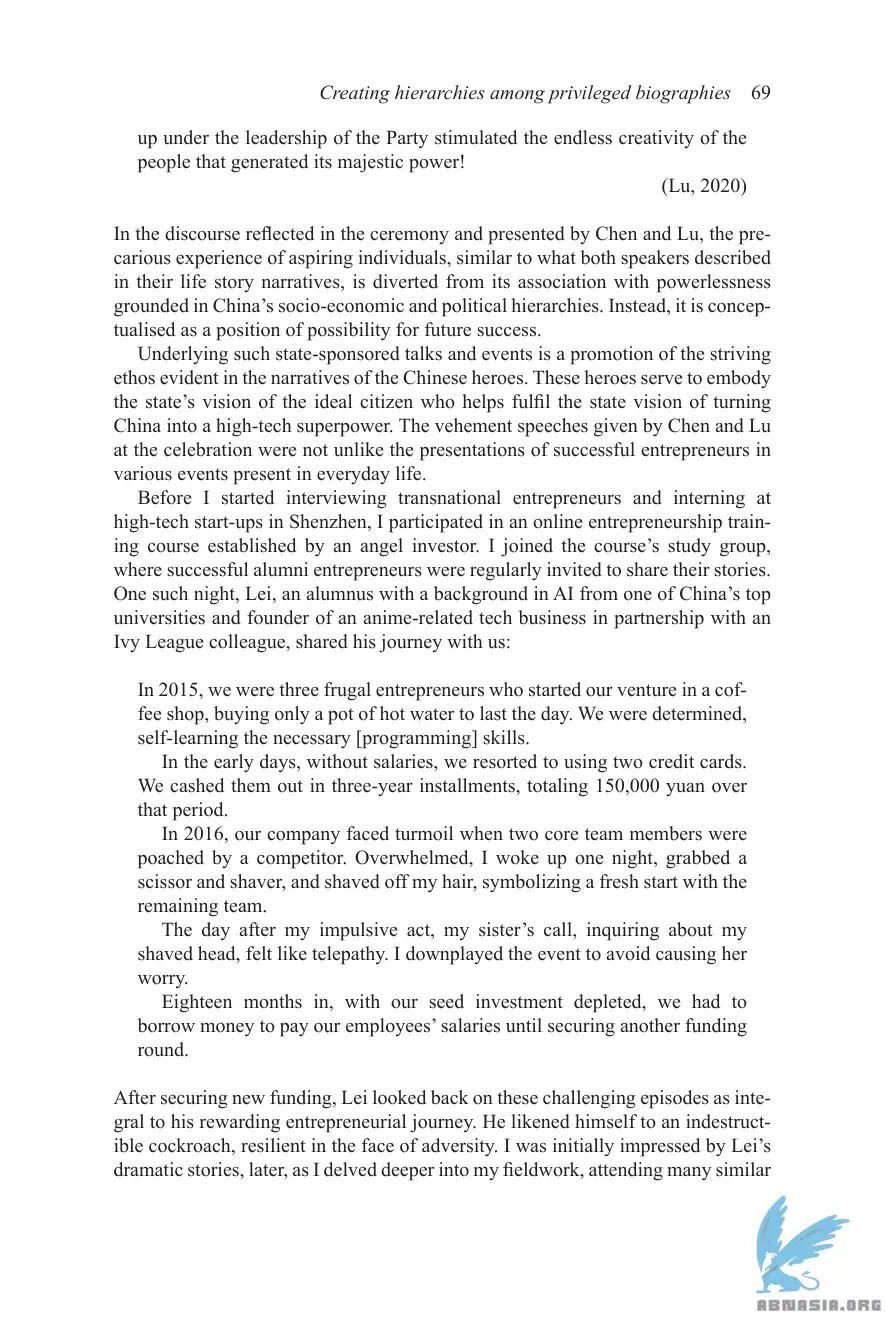 Creating hierarchies among privileged biographies 69
up under the leadership of the Party stimulated the endless creativity of the
people that generated its majestic power!
(Lu, 2020)
In the discourse reflected in the ceremony and presented by Chen and Lu, the pre-
carious experience of aspiring individuals, similar to what both speakers described
in their life story narratives, is diverted from its association with powerlessness
grounded in China’s socio-economic and political hierarchies. Instead, it is concep-
tualised as a position of possibility for future success.
Underlying such state-sponsored talks and events is a promotion of the striving
ethos evident in the narratives of the Chinese heroes. These heroes serve to embody
the state’s vision of the ideal citizen who helps fulfil the state vision of turning
China into a high-tech superpower. The vehement speeches given by Chen and Lu
at the celebration were not unlike the presentations of successful entrepreneurs in
various events present in everyday life.
Before I started interviewing transnational entrepreneurs and interning at
high-tech start-ups in Shenzhen, I participated in an online entrepreneurship train-
ing course established by an angel investor. I joined the course’s study group,
where successful alumni entrepreneurs were regularly invited to share their stories.
One such night, Lei, an alumnus with a background in AI from one of China’s top
universities and founder of an anime-related tech business in partnership with an
Ivy League colleague, shared his journey with us:
In 2015, we were three frugal entrepreneurs who started our venture in a cof-
fee shop, buying only a pot of hot water to last the day. We were determined,
self-learning the necessary [programming] skills.
In the early days, without salaries, we resorted to using two credit cards.
We cashed them out in three-year installments, totaling 150,000 yuan over
that period.
In 2016, our company faced turmoil when two core team members were
poached by a competitor. Overwhelmed, I woke up one night, grabbed a
scissor and shaver, and shaved off my hair, symbolizing a fresh start with the
remaining team.
The day after my impulsive act, my sister’s call, inquiring about my
shaved head, felt like telepathy. I downplayed the event to avoid causing her
worry.
Eighteen months in, with our seed investment depleted, we had to
borrow money to pay our employees’ salaries until securing another funding
round.
After securing new funding, Lei looked back on these challenging episodes as inte-
gral to his rewarding entrepreneurial journey. He likened himself to an indestruct-
ible cockroach, resilient in the face of adversity. I was initially impressed by Lei’s
dramatic stories, later, as I delved deeper into my fieldwork, attending many similar
ABNASIA.ORG